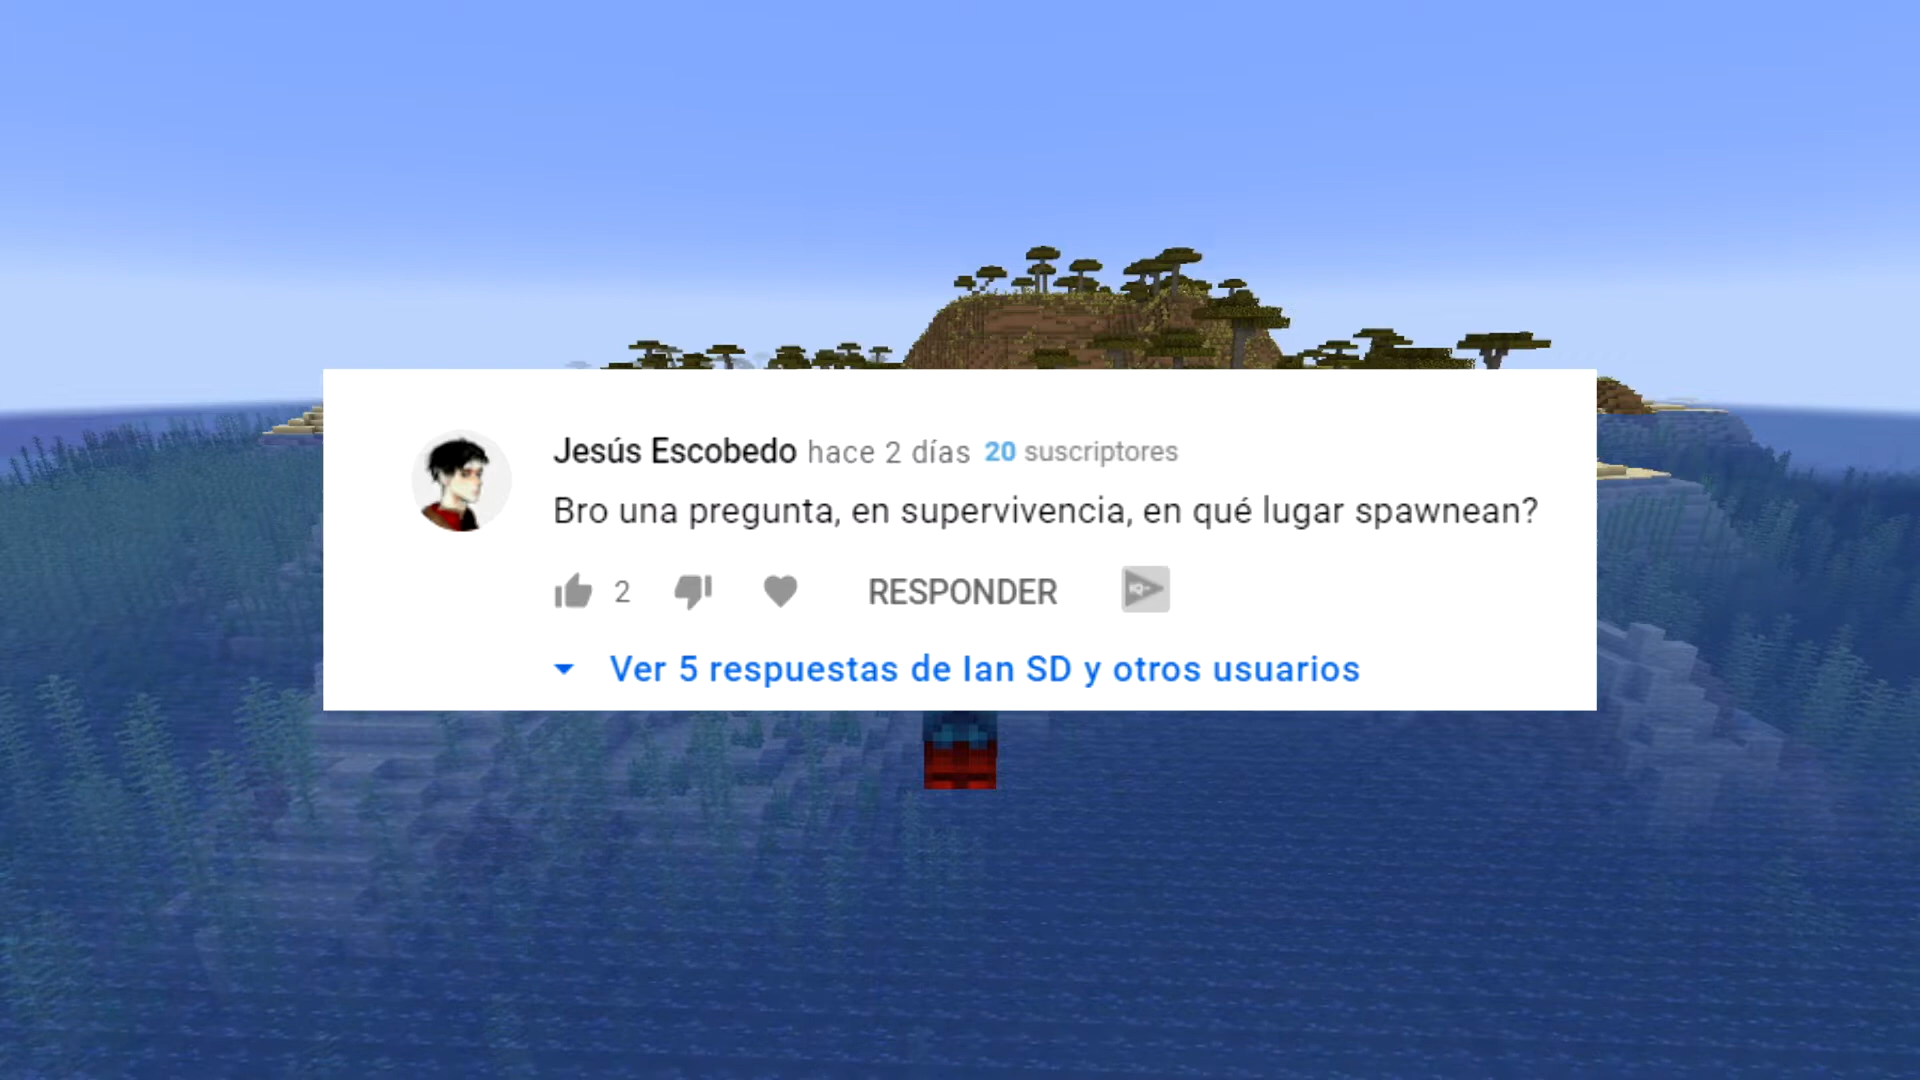 Jesús Escobedo hace 2 días 20 suscriptores
Bro una pregunta, en supervivencia, en qué lugar spawnean?
2 RESPONDER
Ver 5 respuestas de Ian SD y otros usuarios